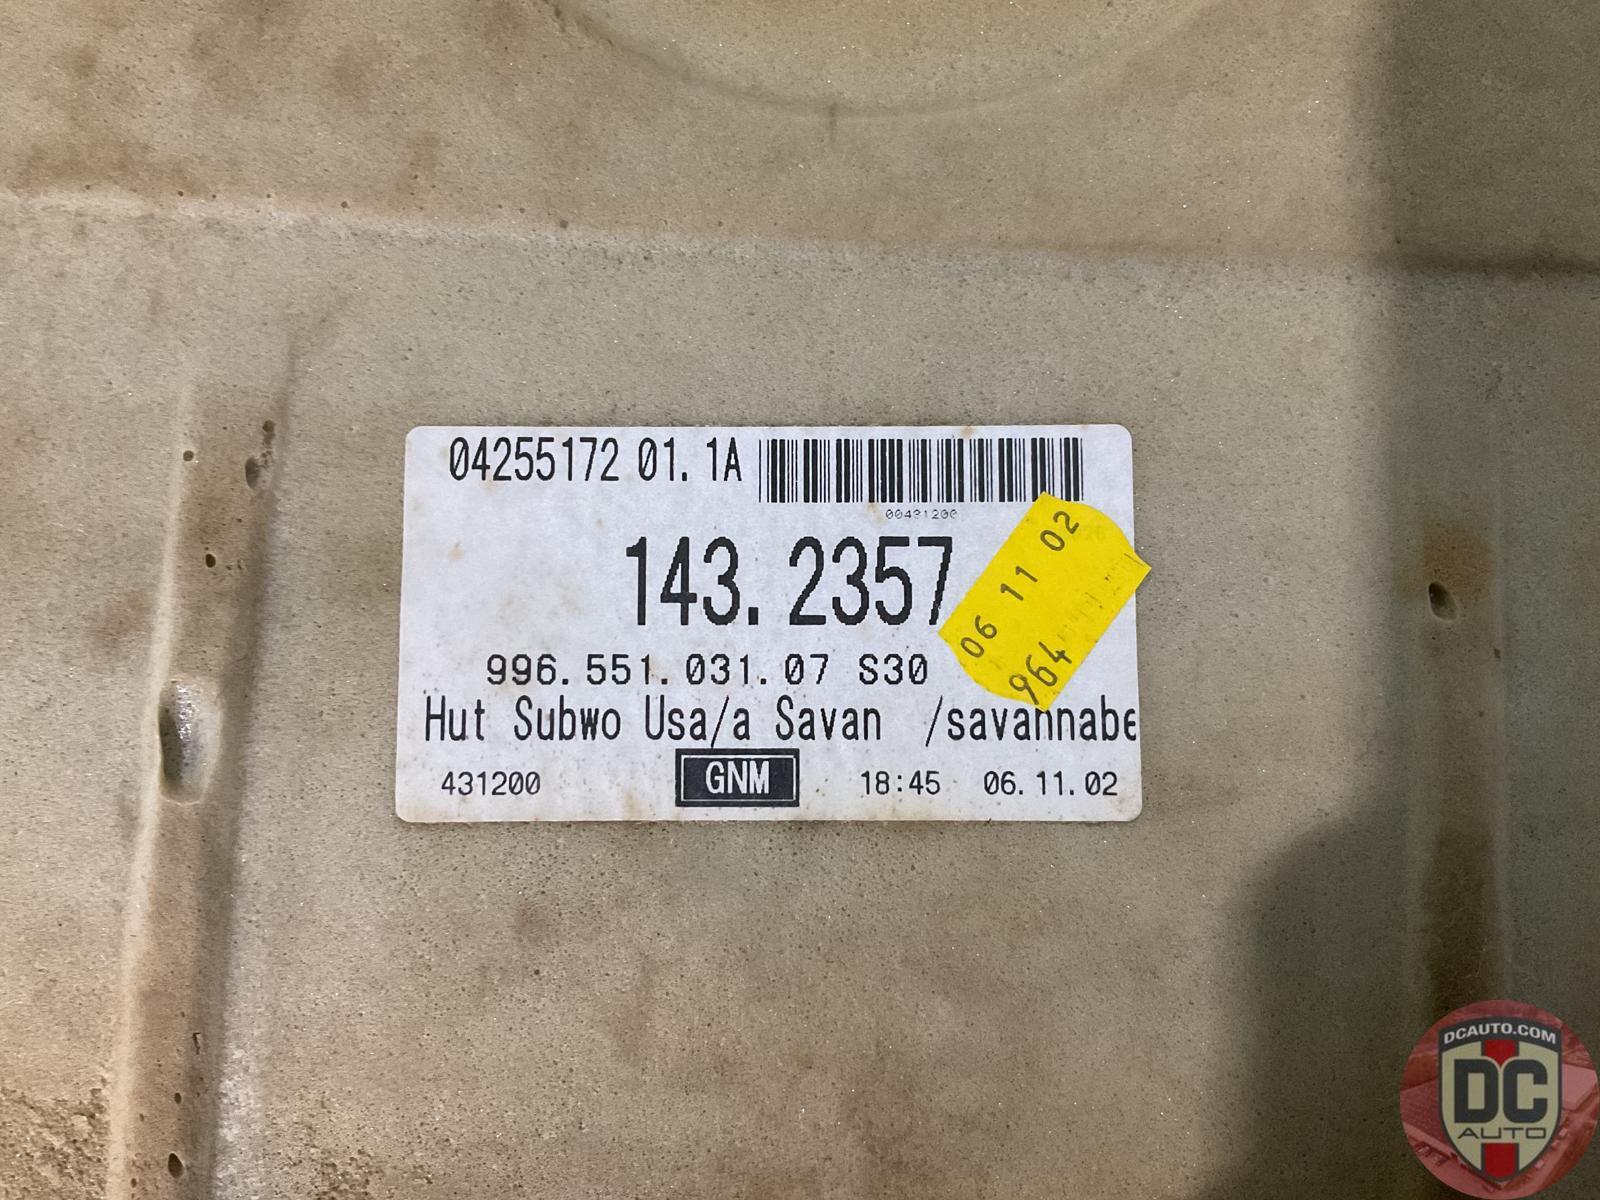 04255172 01. 1A
00431200
143. 2357
06 11 02
964
996. 551. 031. 07 S30
Hut Subwo Usa/a Savan /savannabe
431200 GNM 18:45 06. 11. 02
DCAUTO.COM
DC
AUTO